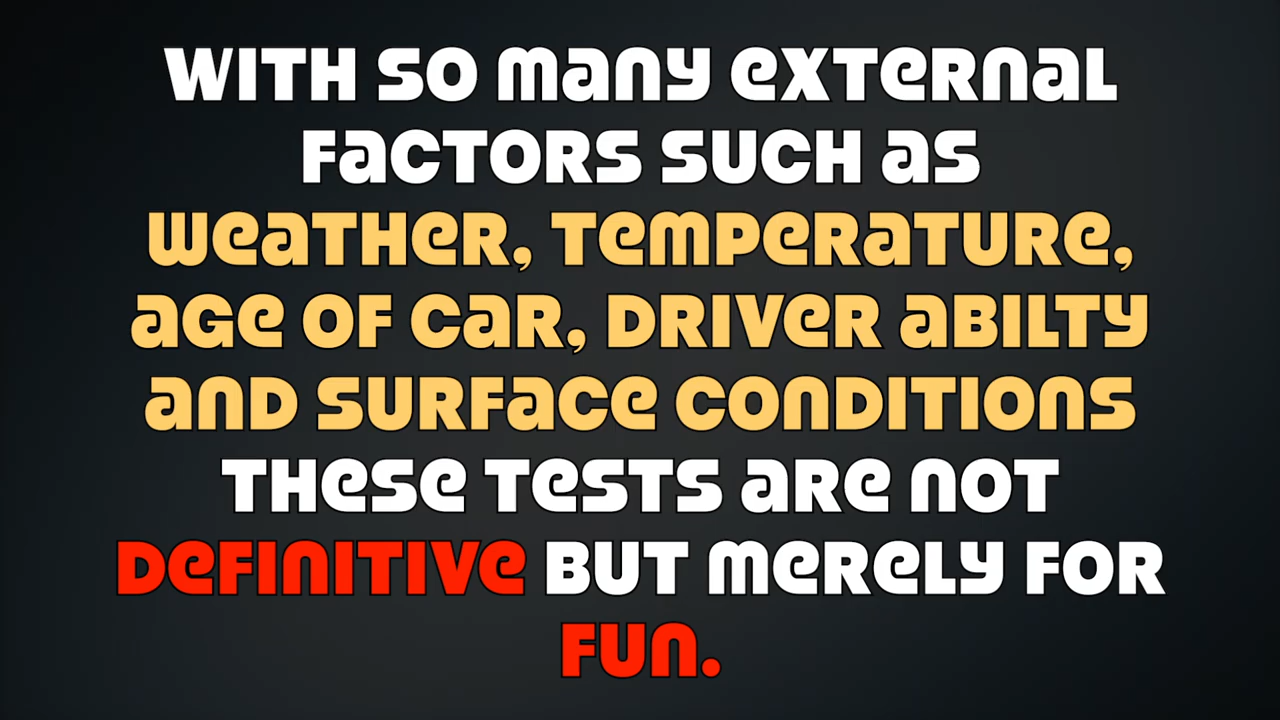 WITH SO MANY EXTERNAL
FACTORS SUCH AS
WEATHER, TEMPERATURE,
AGE OF CAR, DRIVER ABILTY
AND SURFACE CONDITIONS
THESE TESTS ARE NOT
DEFINITIVE BUT MERELY FOR
FUN.